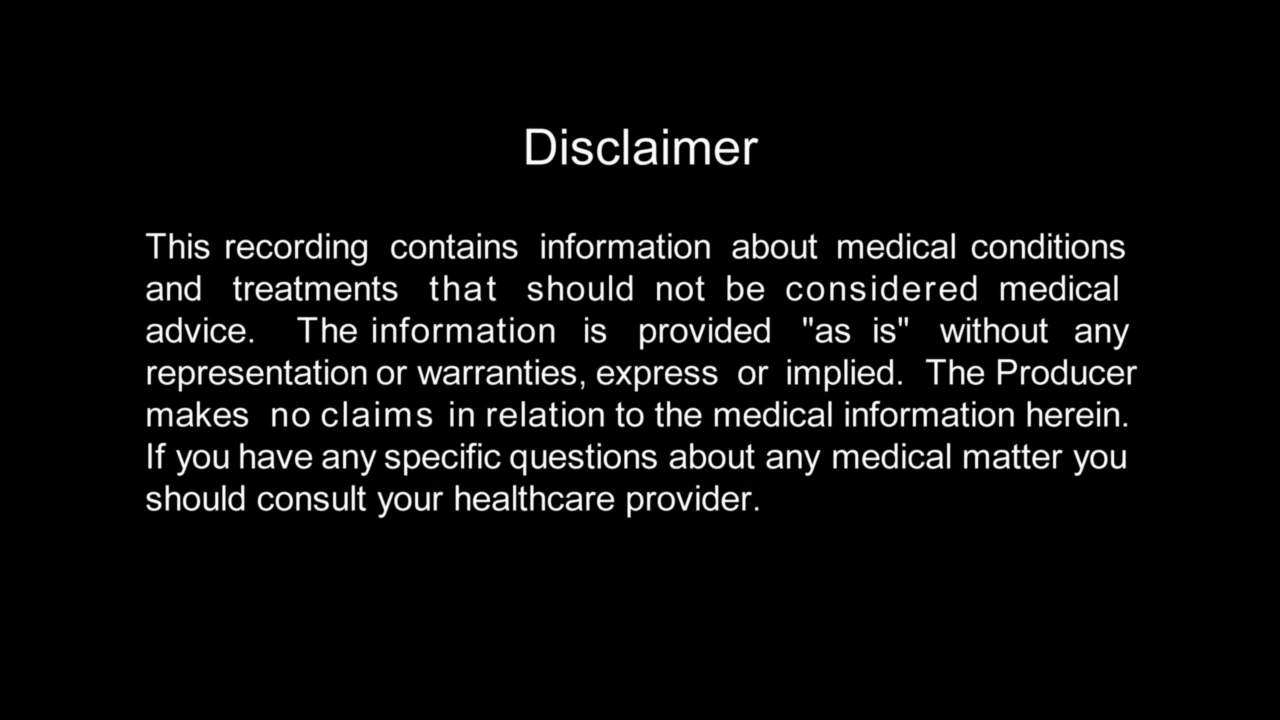 Disclaimer
This recording contains information about medical conditions
and treatments that should not be considered medical
advice. The information is provided "as is" without any
representation or warranties, express or implied. The Producer
makes no claims in relation to the medical information herein.
If you have any specific questions about any medical matter you
should consult your healthcare provider.